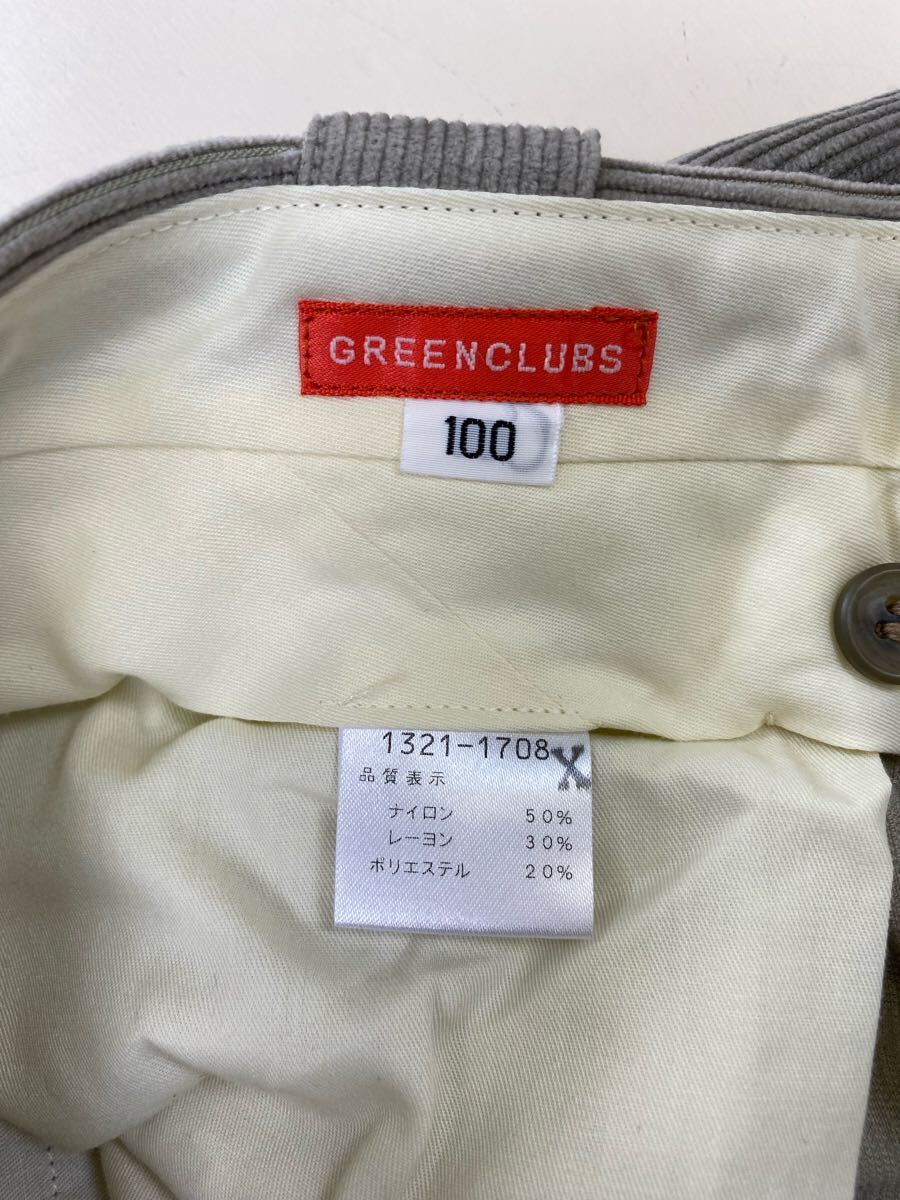 GREENCLUBS
100
1321-1708 X
品質表示
ナイロン 50%
レーヨン 30%
ポリエステル 20%